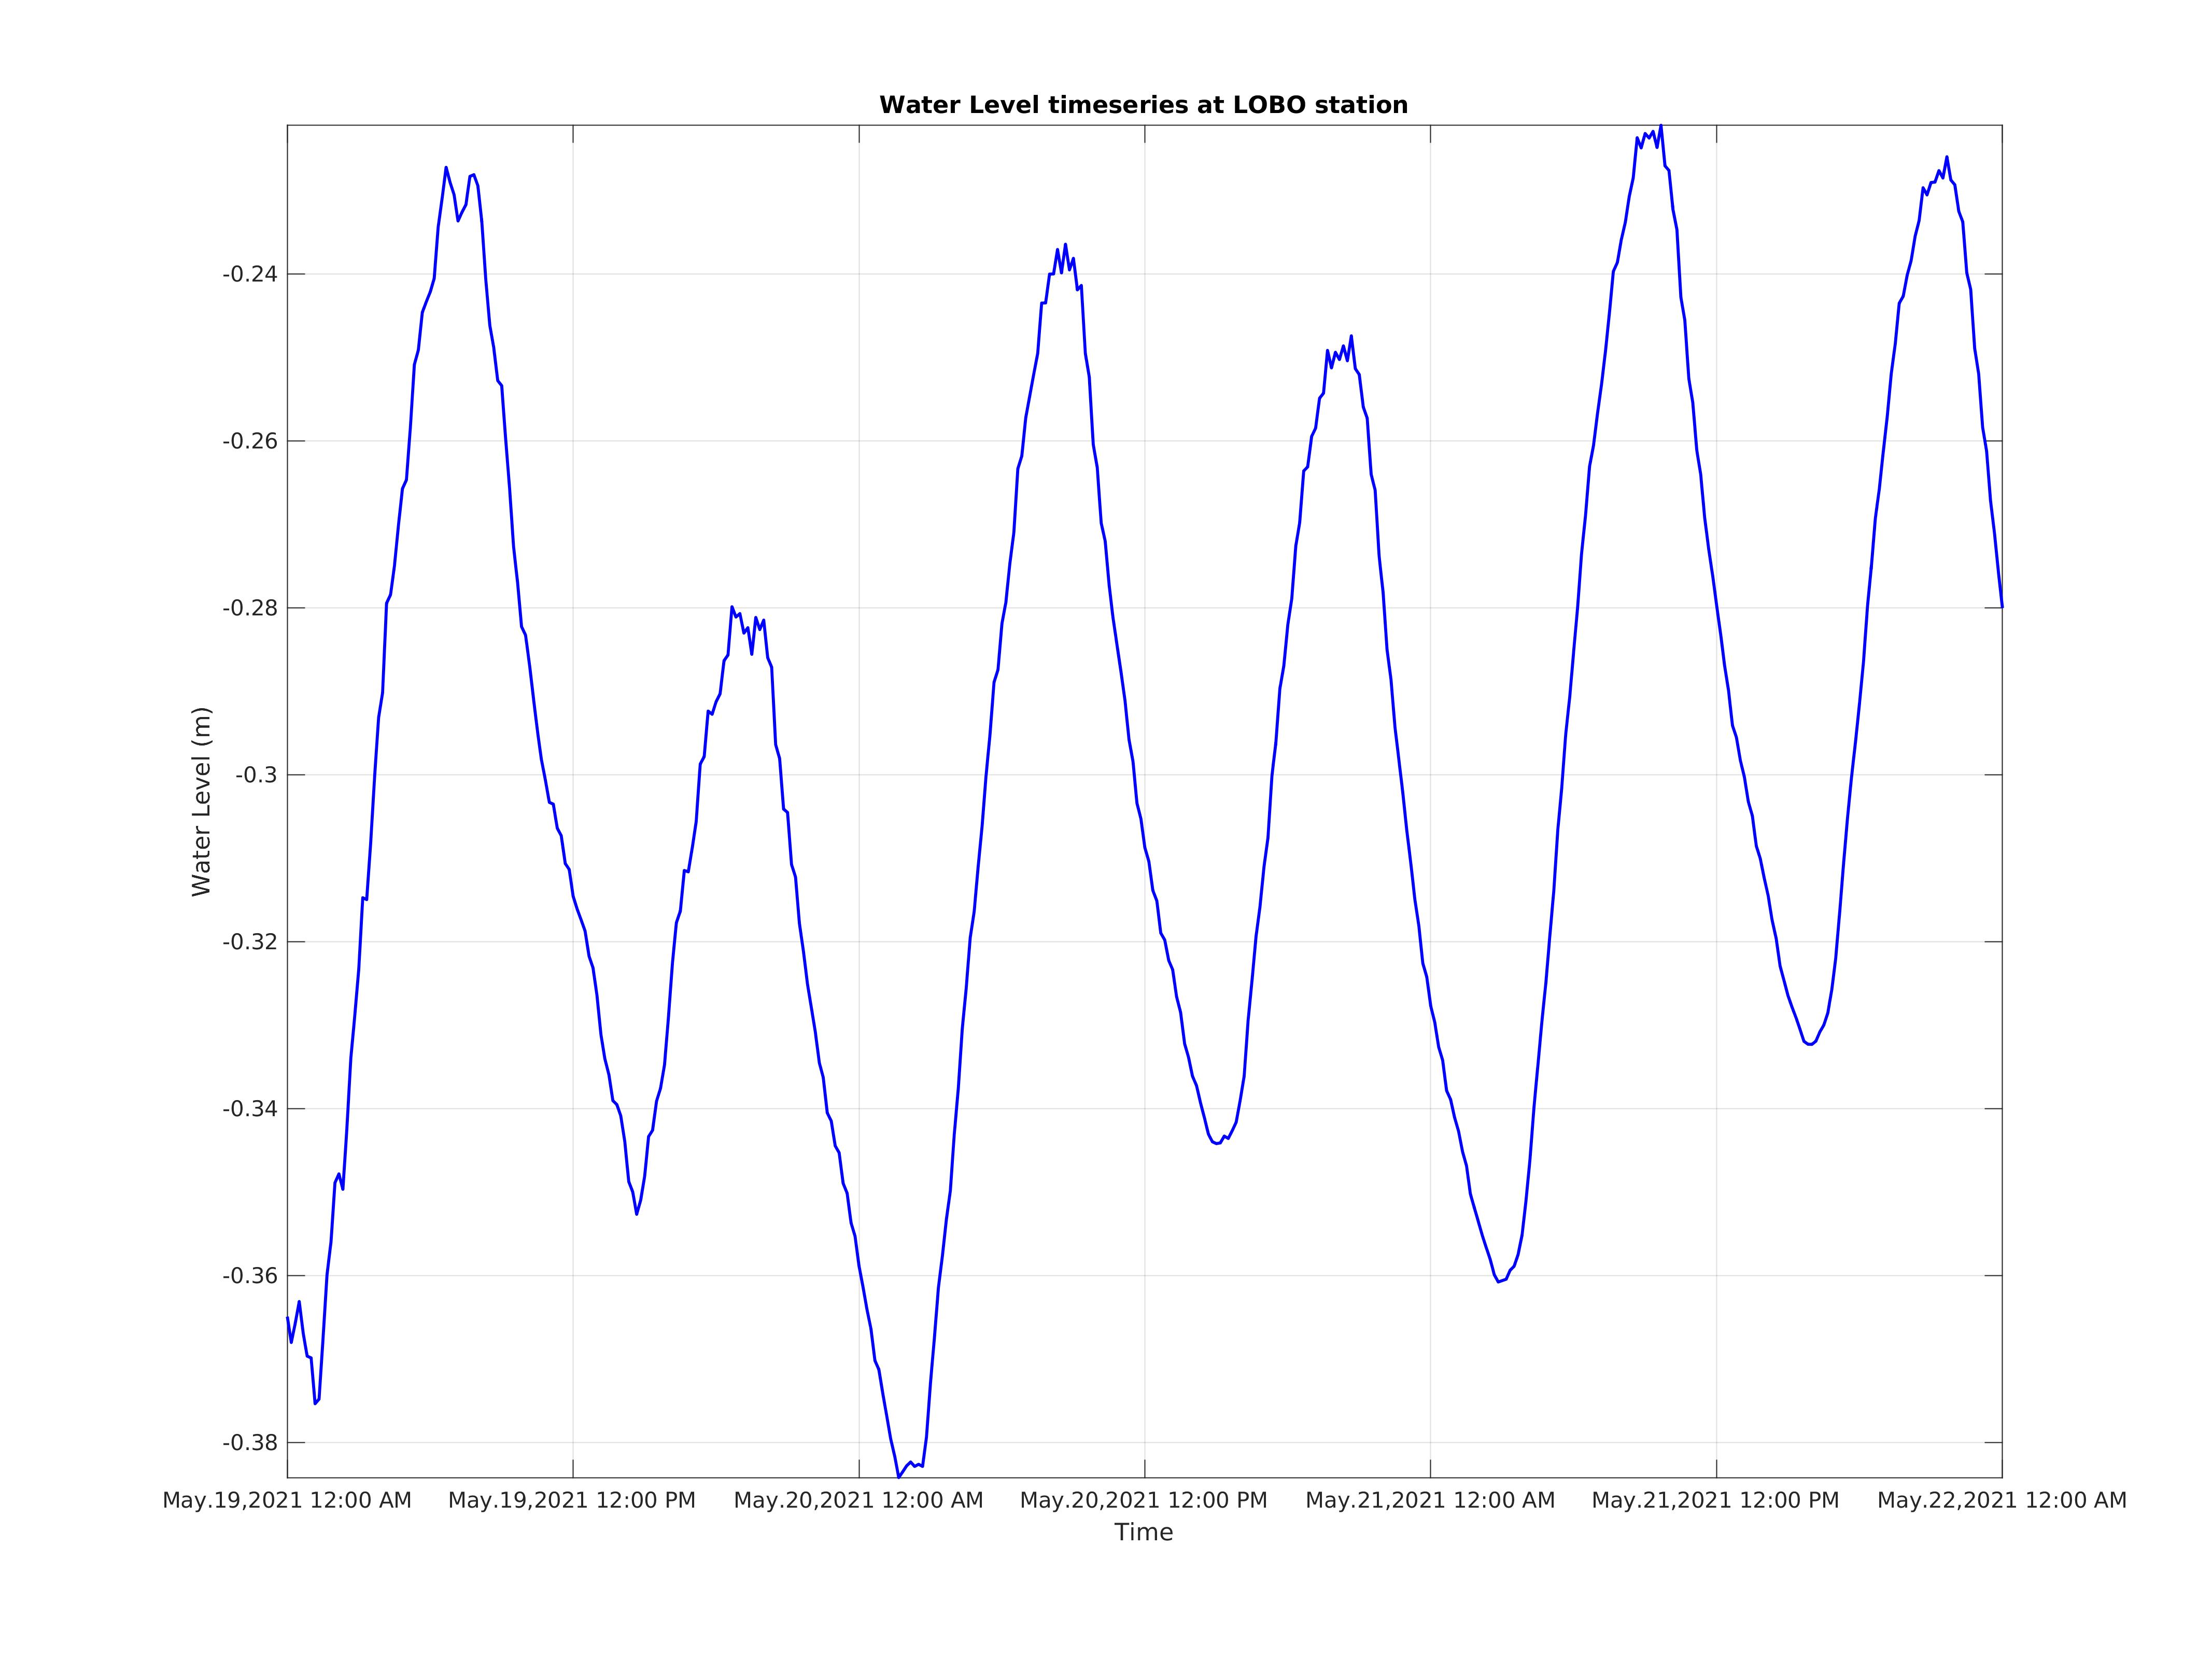 Water Level timeseries at LOBO station
-0.24
-0.26
-0.28
-0.3
-0.32
-0.34
-0.36
-0.38
Water Level (m)
May.19,2021 12:00 AM May.19,2021 12:00 PM May.20,2021 12:00 AM May.20,2021 12:00 PM May.21,2021 12:00 AM May.21,2021 12:00 PM May.22,2021 12:00 AM
Time